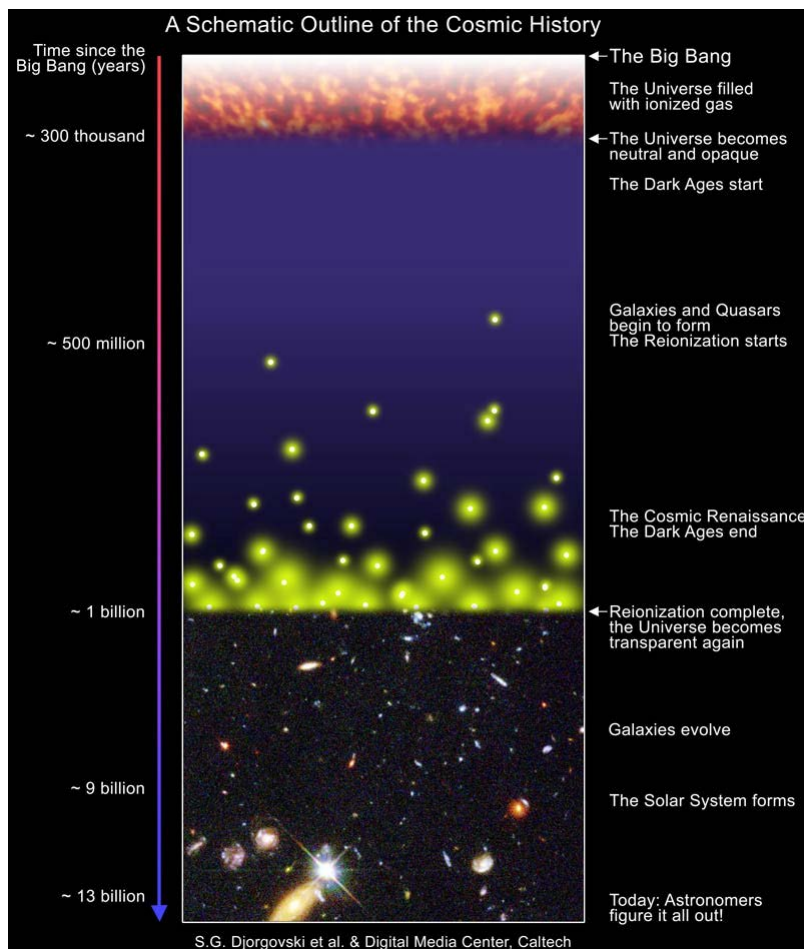 A Schematic Outline of the Cosmic History
Time since the
Big Bang (years)
The Big Bang
The Universe filled
with ionized gas
~ 300 thousand
The Universe becomes
neutral and opaque
The Dark Ages start
Galaxies and Quasars
begin to form
The Reionization starts
~ 500 million
The Cosmic Renaissance
The Dark Ages end
~ 1 billion
Reionization complete,
the Universe becomes
transparent again
Galaxies evolve
~ 9 billion
The Solar System forms
~ 13 billion
Today: Astronomers
figure it all out!
S.G. Djorgovski et al. & Digital Media Center, Caltech